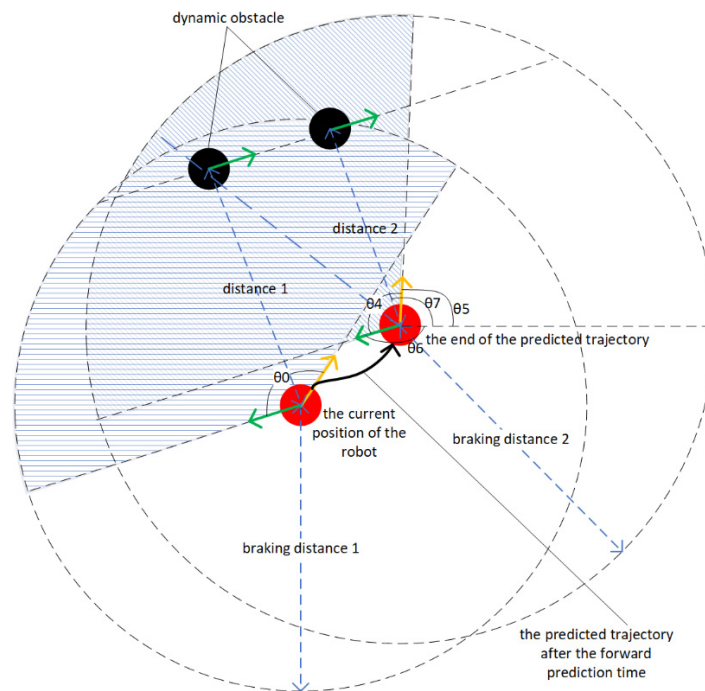 dynamic obstacle
distance 2
distance 1
θ4
θ7
θ5
the end of the predicted trajectory
θ6
θ0
the current
position of the
robot
braking distance 2
braking distance 1
the predicted trajectory
after the forward
prediction time